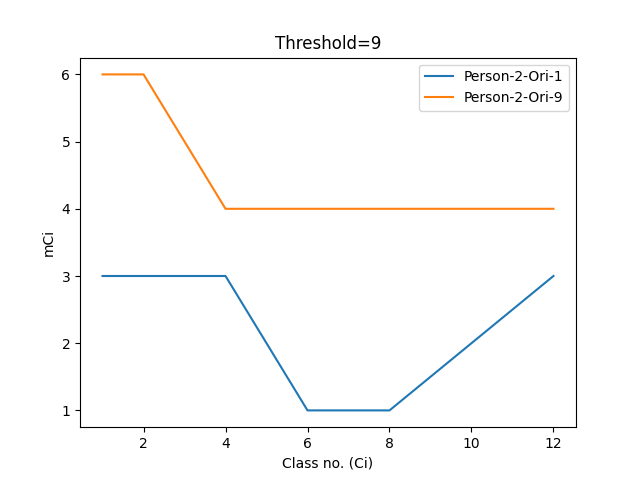 Threshold=9
Person-2-Ori-1
Person-2-Ori-9
6
5
4
3
2
1
mCi
2 4 6 8 10 12
Class no. (Ci)